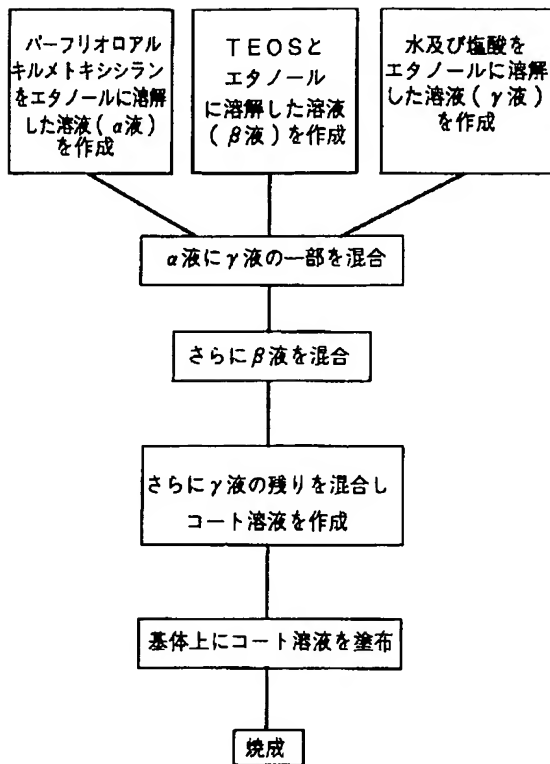 パーフリオロアル
キルメトキシシラン
をエタノールに溶解
した溶液(α液)
を作成
TEOSと
エタノール
に溶解した溶液
(β液)を作成
水及び塩酸を
エタノールに溶解
した溶液(γ液)
を作成
α液にγ液の一部を混合
さらにβ液を混合
さらにγ液の残りを混合し
コート溶液を作成
基体上にコート溶液を塗布
焼成